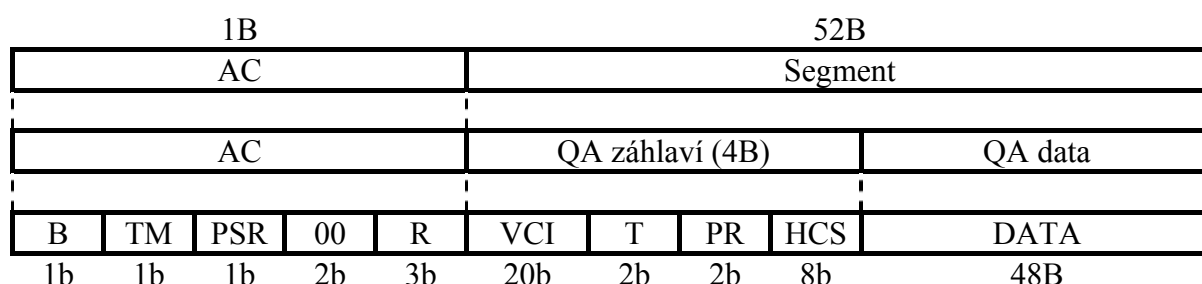 1B 52B
AC Segment
AC QA záhlaví (4B) QA data
B TM PSR 00 R VCI T PR HCS DATA
1b 1b 1b 2b 3b 20b 2b 2b 8b 48B